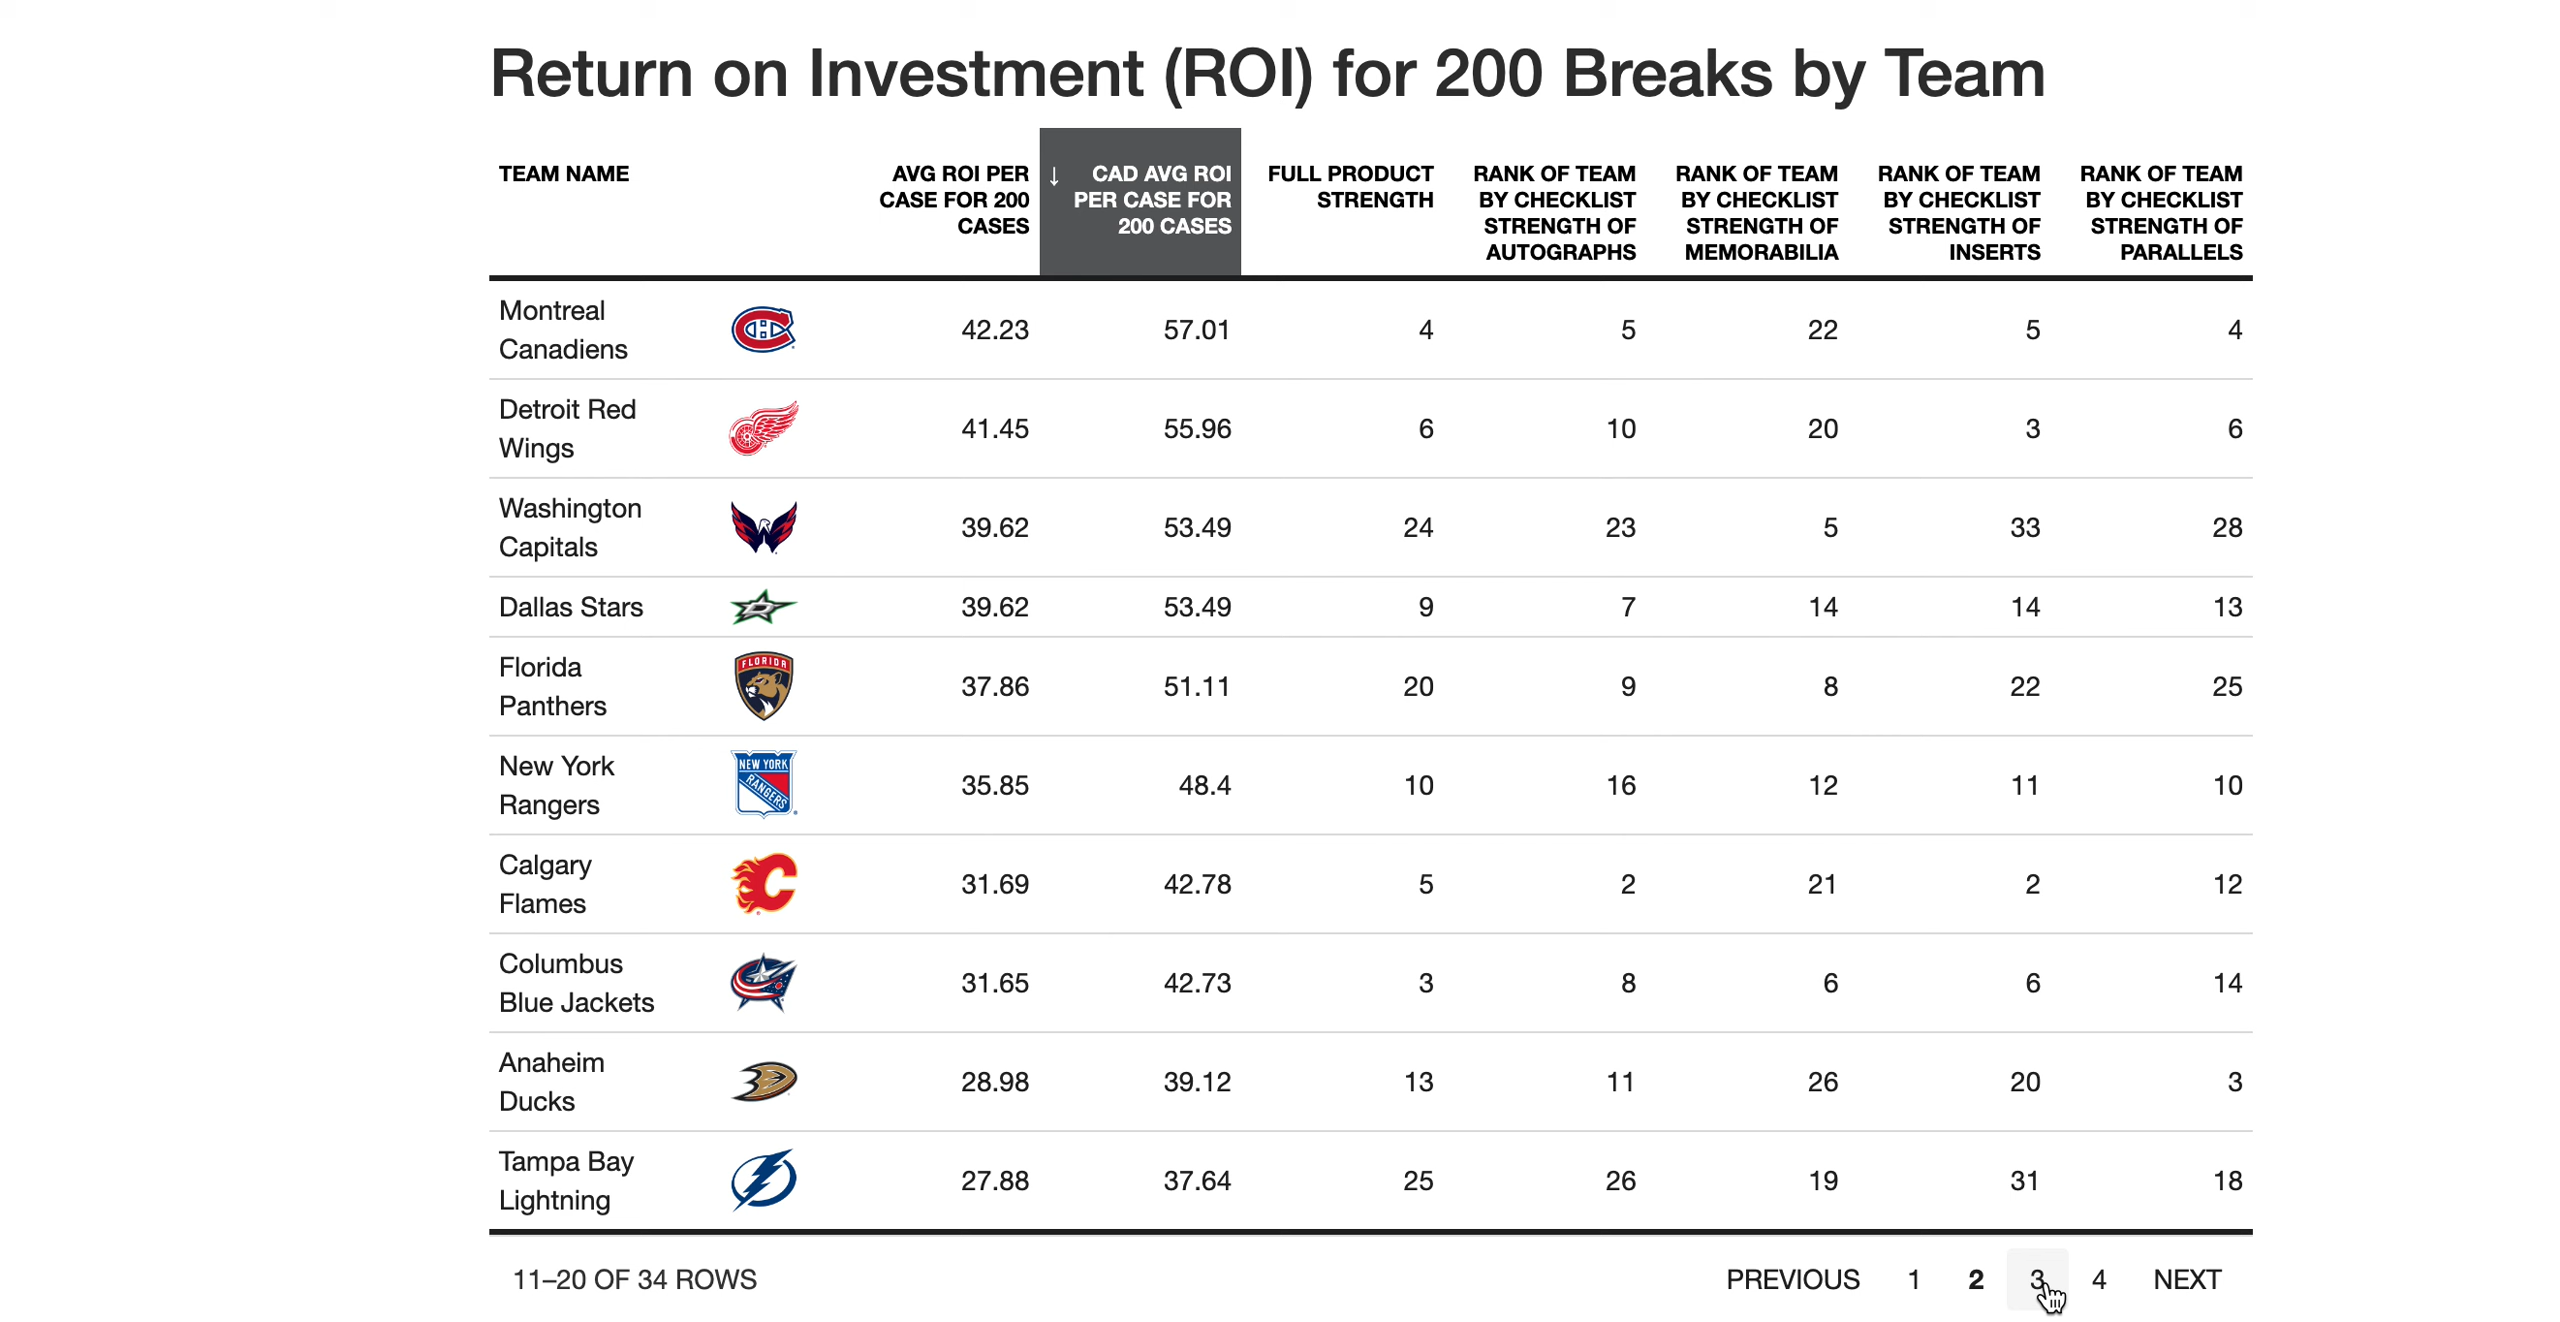 Return on Investment (ROI) for 200 Breaks by Team
TEAM NAME
AVG ROI PER
CASE FOR 200
CASES
↓ CAD AVG ROI
PER CASE FOR
200 CASES
FULL PRODUCT
STRENGTH
RANK OF TEAM
BY CHECKLIST
STRENGTH OF
AUTOGRAPHS
RANK OF TEAM
BY CHECKLIST
STRENGTH OF
MEMORABILIA
RANK OF TEAM
BY CHECKLIST
STRENGTH OF
INSERTS
RANK OF TEAM
BY CHECKLIST
STRENGTH OF
PARALLELS
Montreal
Canadiens
42.23 57.01 4 5 22 5 4
Detroit Red
Wings
41.45 55.96 6 10 20 3 6
Washington
Capitals
39.62 53.49 24 23 5 33 28
Dallas Stars 39.62 53.49 9 7 14 14 13
Florida
Panthers
FLORIDA
37.86 51.11 20 9 8 22 25
New York
Rangers
NEW YORK
RANGERS
35.85 48.4 10 16 12 11 10
Calgary
Flames
31.69 42.78 5 2 21 2 12
Columbus
Blue Jackets
31.65 42.73 3 8 6 6 14
Anaheim
Ducks
28.98 39.12 13 11 26 20 3
Tampa Bay
Lightning
27.88 37.64 25 26 19 31 18
11–20 OF 34 ROWS PREVIOUS 1 2 3 4 NEXT